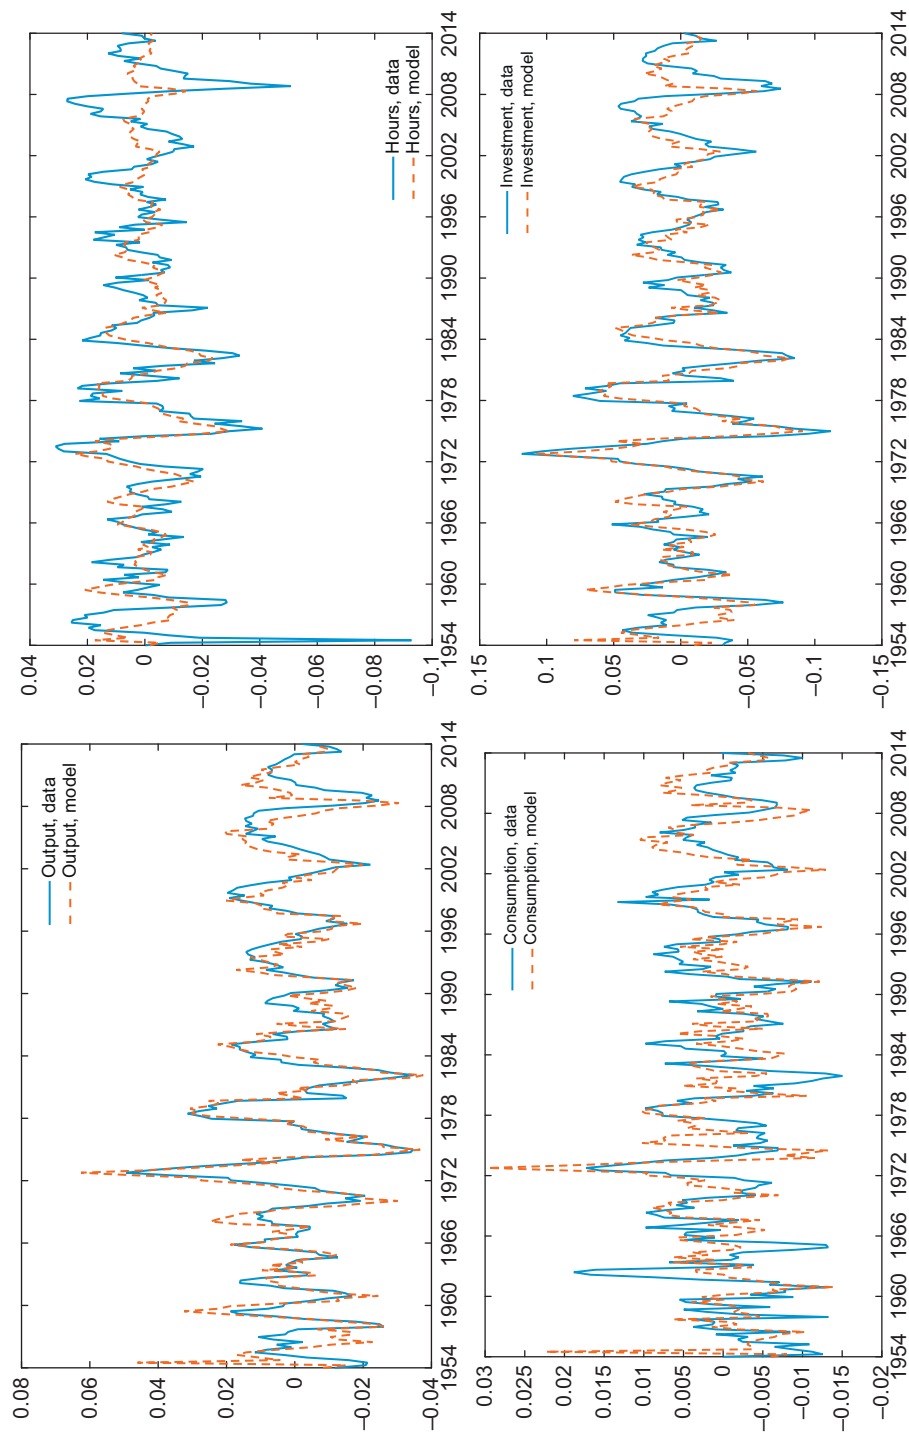 0.08
0.06
0.04
0.02
0
−0.02
−0.04
1954 1960 1966 1972 1978 1984 1990 1996 2002 2008 2014
Output, data
Output, model
0.04
0.02
0
−0.02
−0.04
−0.06
−0.08
−0.1
1954 1960 1966 1972 1978 1984 1990 1996 2002 2008 2014
Hours, data
Hours, model
0.03
0.025
0.02
0.015
0.01
0.005
0
−0.005
−0.01
−0.015
−0.02
1954 1960 1966 1972 1978 1984 1990 1996 2002 2008 2014
Consumption, data
Consumption, model
0.15
0.1
0.05
0
−0.05
−0.1
−0.15
1954 1960 1966 1972 1978 1984 1990 1996 2002 2008 2014
Investment, data
Investment, model